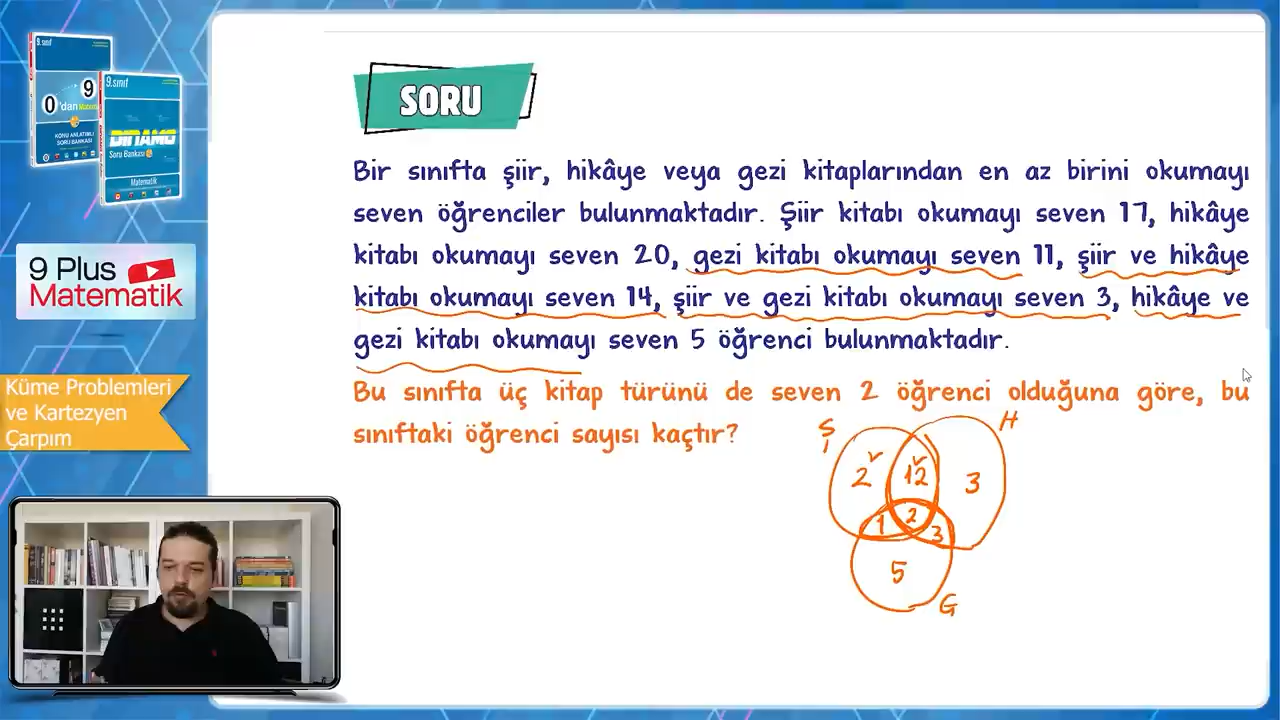 9.sınıf
9
0 'dan Matematik
KONU ANLATIMLI
SORU BANKASI
9.sınıf
DINAMO
Soru Bankası
Matematik
9 Plus
Matematik
Küme Problemleri
ve Kartezyen
Çarpım
SORU
Bir sınıfta şiir, hikâye veya gezi kitaplarından en az birini okumayı
seven öğrenciler bulunmaktadır. Şiir kitabı okumayı seven 17, hikâye
kitabı okumayı seven 20, gezi kitabı okumayı seven 11, şiir ve hikâye
kitabı okumayı seven 14, şiir ve gezi kitabı okumayı seven 3, hikâye ve
gezi kitabı okumayı seven 5 öğrenci bulunmaktadır.
Bu sınıfta üç kitap türünü de seven 2 öğrenci olduğuna göre, bu
sınıftaki öğrenci sayısı kaçtır?
Ş H
2 12 3
1 2 3
5
G